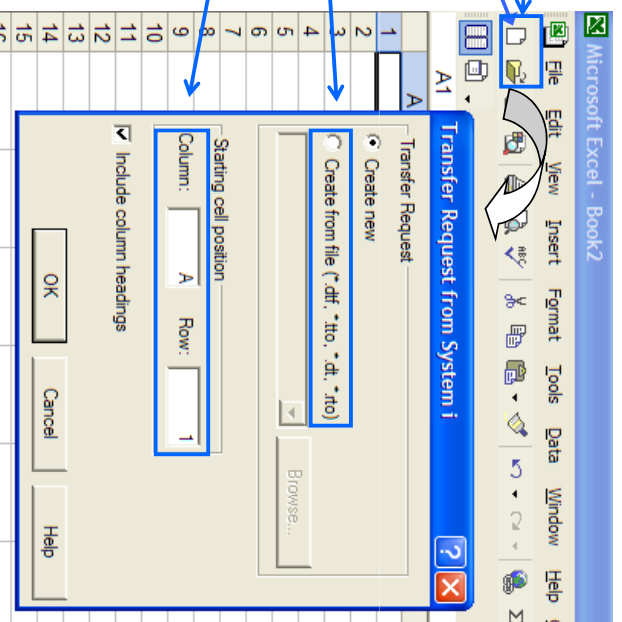 Microsoft Excel - Book2
File Edit View Insert Format Tools Data Window Help
ABC
Σ
A1
A
1
2
3
4
5
6
7
8
9
10
11
12
13
14
15
Transfer Request from System i
Transfer Request
Create new
Create from file (*.dtf, *.tto, *.dt, *.rto)
Browse...
Starting cell position
Column: A Row: 1
Include column headings
OK Cancel Help